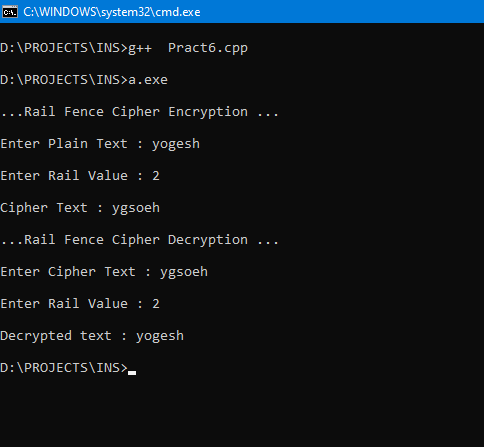 C:\WINDOWS\system32\cmd.exe
D:\PROJECTS\INS>g++  Pract6.cpp
D:\PROJECTS\INS>a.exe
...Rail Fence Cipher Encryption ...
Enter Plain Text : yogesh
Enter Rail Value : 2
Cipher Text : ygsoeh
...Rail Fence Cipher Decryption ...
Enter Cipher Text : ygsoeh
Enter Rail Value : 2
Decrypted text : yogesh
D:\PROJECTS\INS>